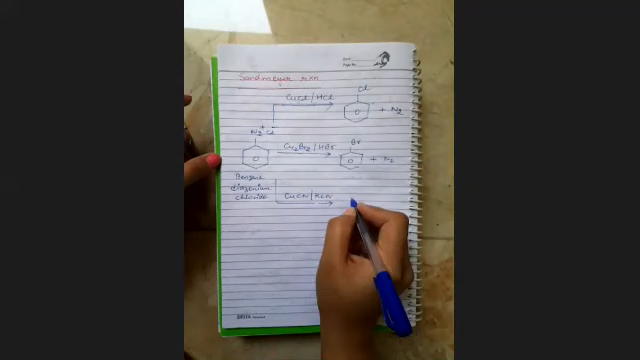 Sandmeyer rxn
CuCl/HCl
Cl
+ N2
N2+ Cl-
Cu2Br2/HBr
Br
+ N2
Benzene
diazonium
chloride
CuCN/KCN